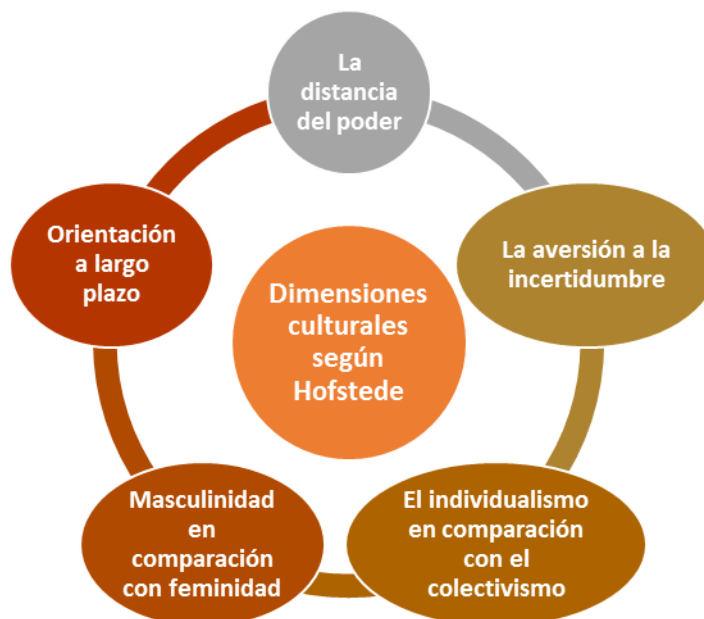 La
distancia
del poder
La aversión a la
incertidumbre
El individualismo
en comparación
con el
colectivismo
Masculinidad
en
comparación
con feminidad
Orientación
a largo
plazo
Dimensiones
culturales
según
Hofstede